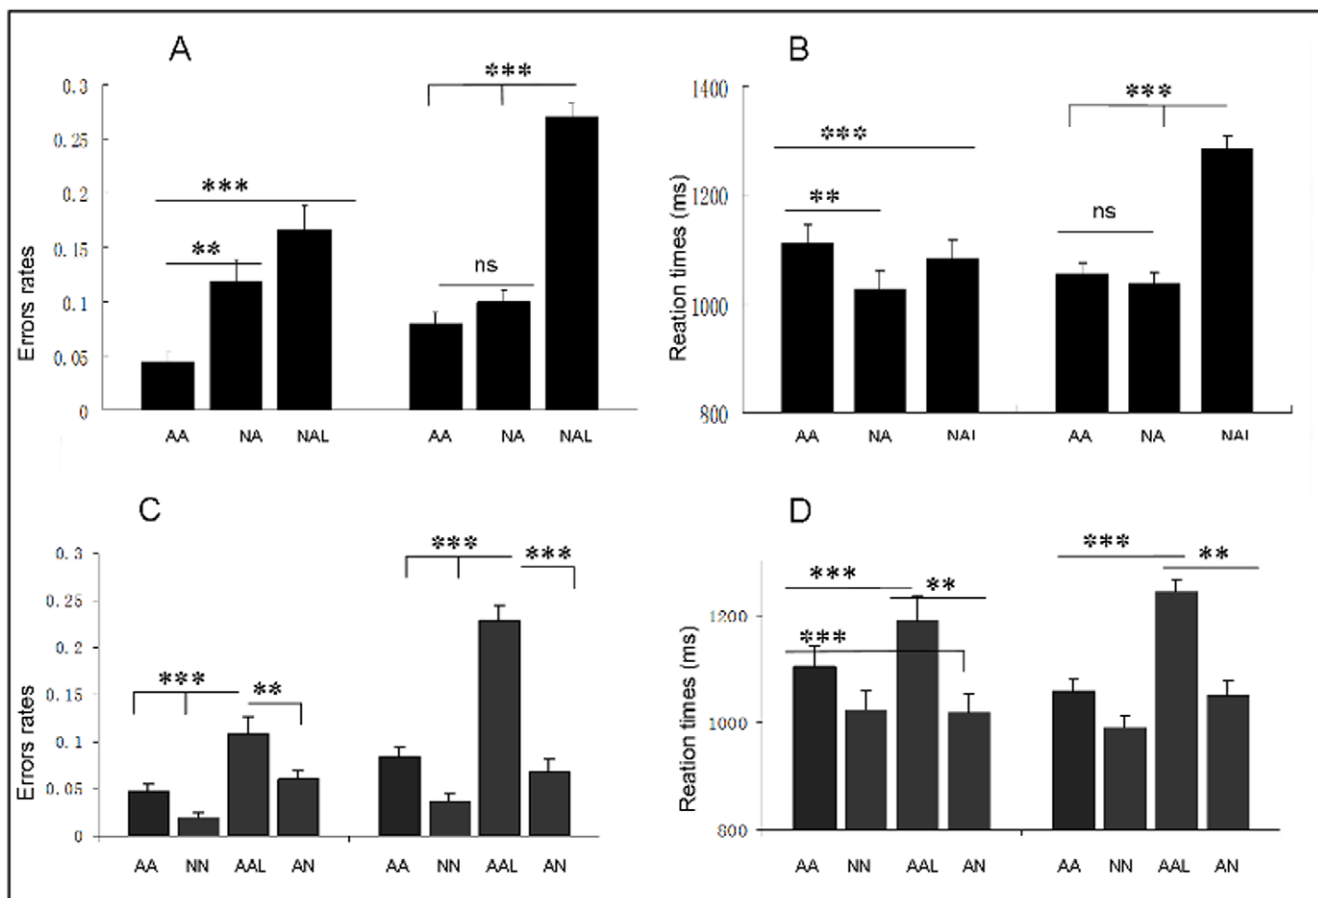 A
0.3
0.25
0.2
0.15
0.1
0.05
0
Errors rates
***
**
***
ns
AA NA NAL AA NA NAL
B
1400
1200
1000
800
Reation times (ms)
***
**
***
ns
AA NA NAL AA NA NAL
C
0.3
0.25
0.2
0.15
0.1
0.05
0
Errors rates
***
**
***
***
AA NN AAL AN AA NN AAL AN
D
1200
1000
800
Reation times (ms)
***
**
***
***
**
AA NN AAL AN AA NN AAL AN